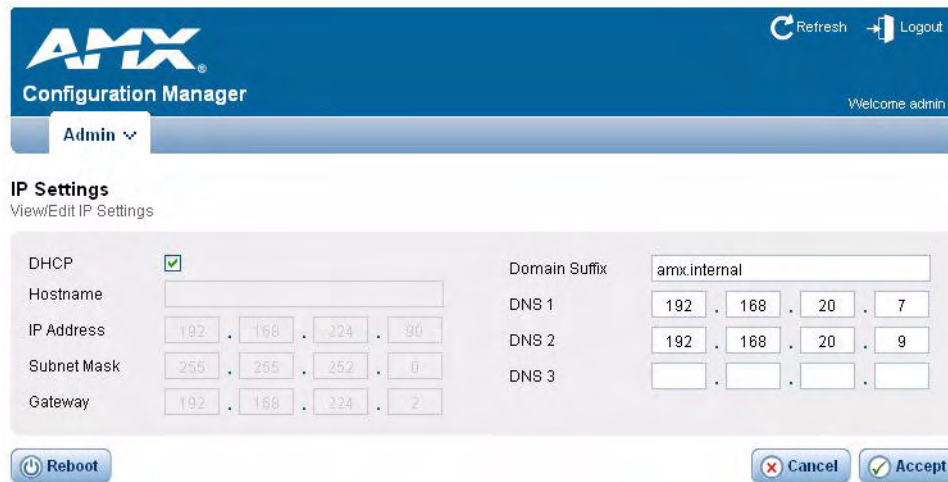 AMX®
Configuration Manager
Refresh
Logout
Welcome admin
Admin
IP Settings
View/Edit IP Settings
DHCP
Hostname
IP Address 192 . 168 . 224 . 90
Subnet Mask 255 . 255 . 252 . 0
Gateway 192 . 168 . 224 . 2
Domain Suffix amx.internal
DNS 1 192 . 168 . 20 . 7
DNS 2 192 . 168 . 20 . 9
DNS 3 . . .
Reboot
Cancel
Accept